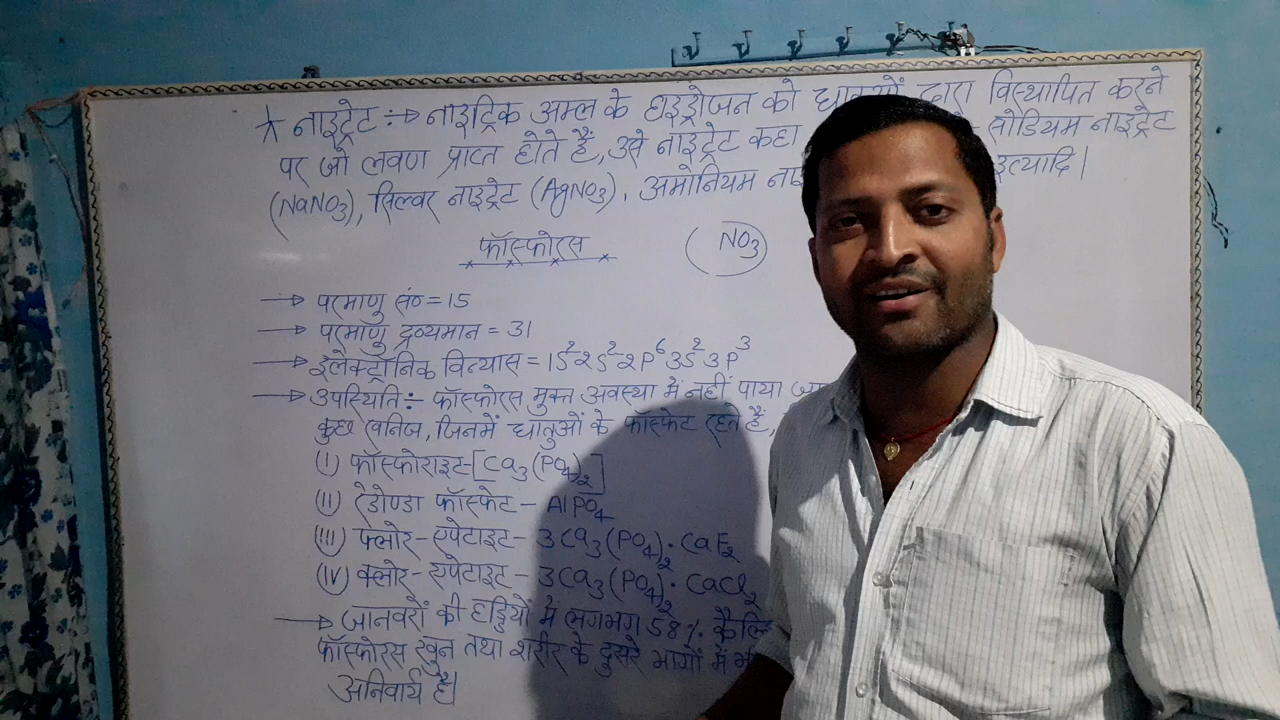 * नाइट्रेट :-> नाइट्रिक अम्ल के हाइड्रोजन को धातुओं द्वारा विस्थापित करने
पर जो लवण प्राप्त होते हैं, उसे नाइट्रेट कहा सोडियम नाइट्रेट
(NaNO₃), सिल्वर नाइट्रेट (AgNO₃), अमोनियम इत्यादि।
फॉस्फोरस
NO₃
→ परमाणु सं० = 15
→ परमाणु द्रव्यमान = 31
→ इलेक्ट्रॉनिक विन्यास = 1S² 2S² 2P⁶ 3S² 3P³
→ उपस्थिति ÷ फॉस्फोरस मुक्त अवस्था में नहीं पाया
कुछ खनिज, जिनमें धातुओं के फॉस्फेट रहते हैं,
(i) फॉस्फोराइट-[Ca₃(PO₄)₂]
(ii) रेडोण्डा फॉस्फेट - AlPO₄
(iii) फ्लोर-एपेटाइट - 3Ca₃(PO₄)₂. CaF₂
(iv) क्लोर-एपेटाइट - 3Ca₃(PO₄)₂. CaCl₂
→ जानवरों की हड्डियों में लगभग 58%
फॉस्फोरस खुन तथा शरीर के दुसरे भागों में
अनिवार्य है।